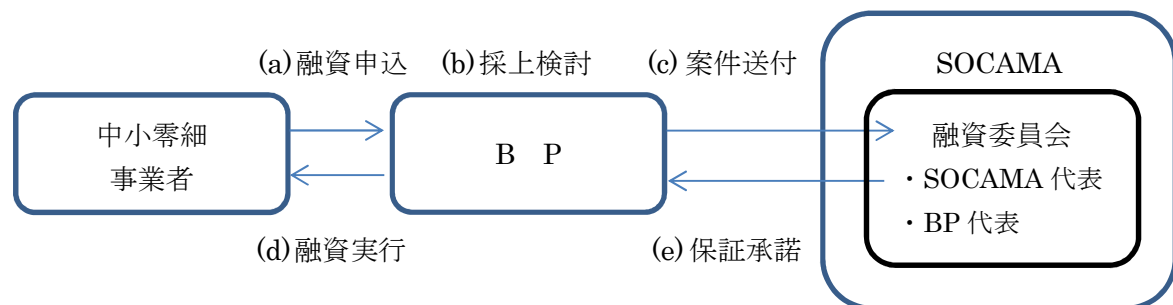 (a) 融資申込 (b) 採上検討 (c) 案件送付
SOCAMA
中小零細
事業者
B P
融資委員会
・SOCAMA 代表
・BP 代表
(d) 融資実行 (e) 保証承諾